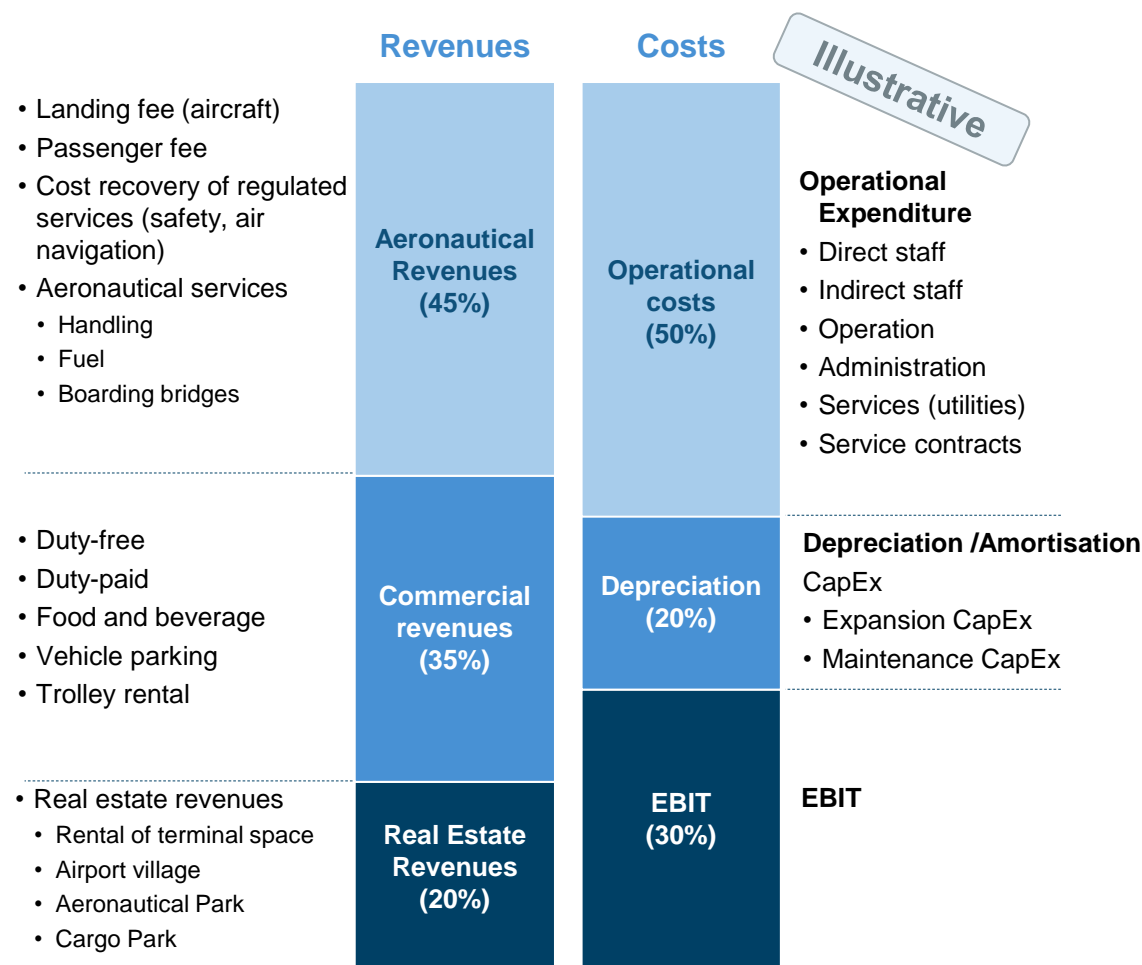 Revenues
Costs
Illustrative
• Landing fee (aircraft)
• Passenger fee
• Cost recovery of regulated
services (safety, air
navigation)
• Aeronautical services
• Handling
• Fuel
• Boarding bridges
Aeronautical
Revenues
(45%)
Operational
costs
(50%)
Operational
Expenditure
• Direct staff
• Indirect staff
• Operation
• Administration
• Services (utilities)
• Service contracts
• Duty-free
• Duty-paid
• Food and beverage
• Vehicle parking
• Trolley rental
Commercial
revenues
(35%)
Depreciation
(20%)
Depreciation /Amortisation
CapEx
• Expansion CapEx
• Maintenance CapEx
• Real estate revenues
• Rental of terminal space
• Airport village
• Aeronautical Park
• Cargo Park
Real Estate
Revenues
(20%)
EBIT
(30%)
EBIT